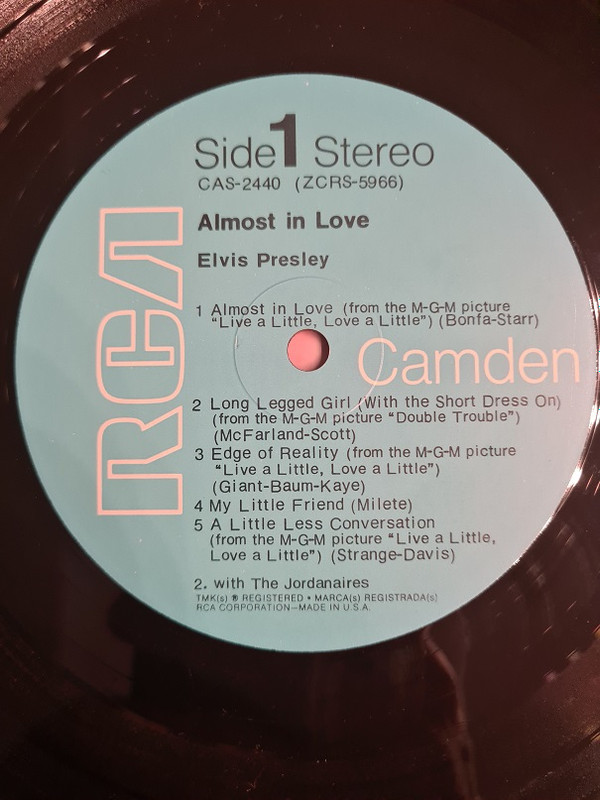 Side 1 Stereo
CAS-2440 (ZCRS-5966)
Almost in Love
Elvis Presley
RCA
1 Almost in Love (from the M-G-M picture
"Live a Little, Love a Little") (Bonfa-Starr)
Camden
2 Long Legged Girl (With the Short Dress On)
(from the M-G-M picture "Double Trouble")
(McFarland-Scott)
3 Edge of Reality (from the M-G-M picture
"Live a Little, Love a Little")
(Giant-Baum-Kaye)
4 My Little Friend (Milete)
5 A Little Less Conversation
(from the M-G-M picture "Live a Little,
Love a Little") (Strange-Davis)
2. with The Jordanaires
TMK(s) ® REGISTERED • MARCA(s) REGISTRADA(s)
RCA CORPORATION—MADE IN U.S.A.